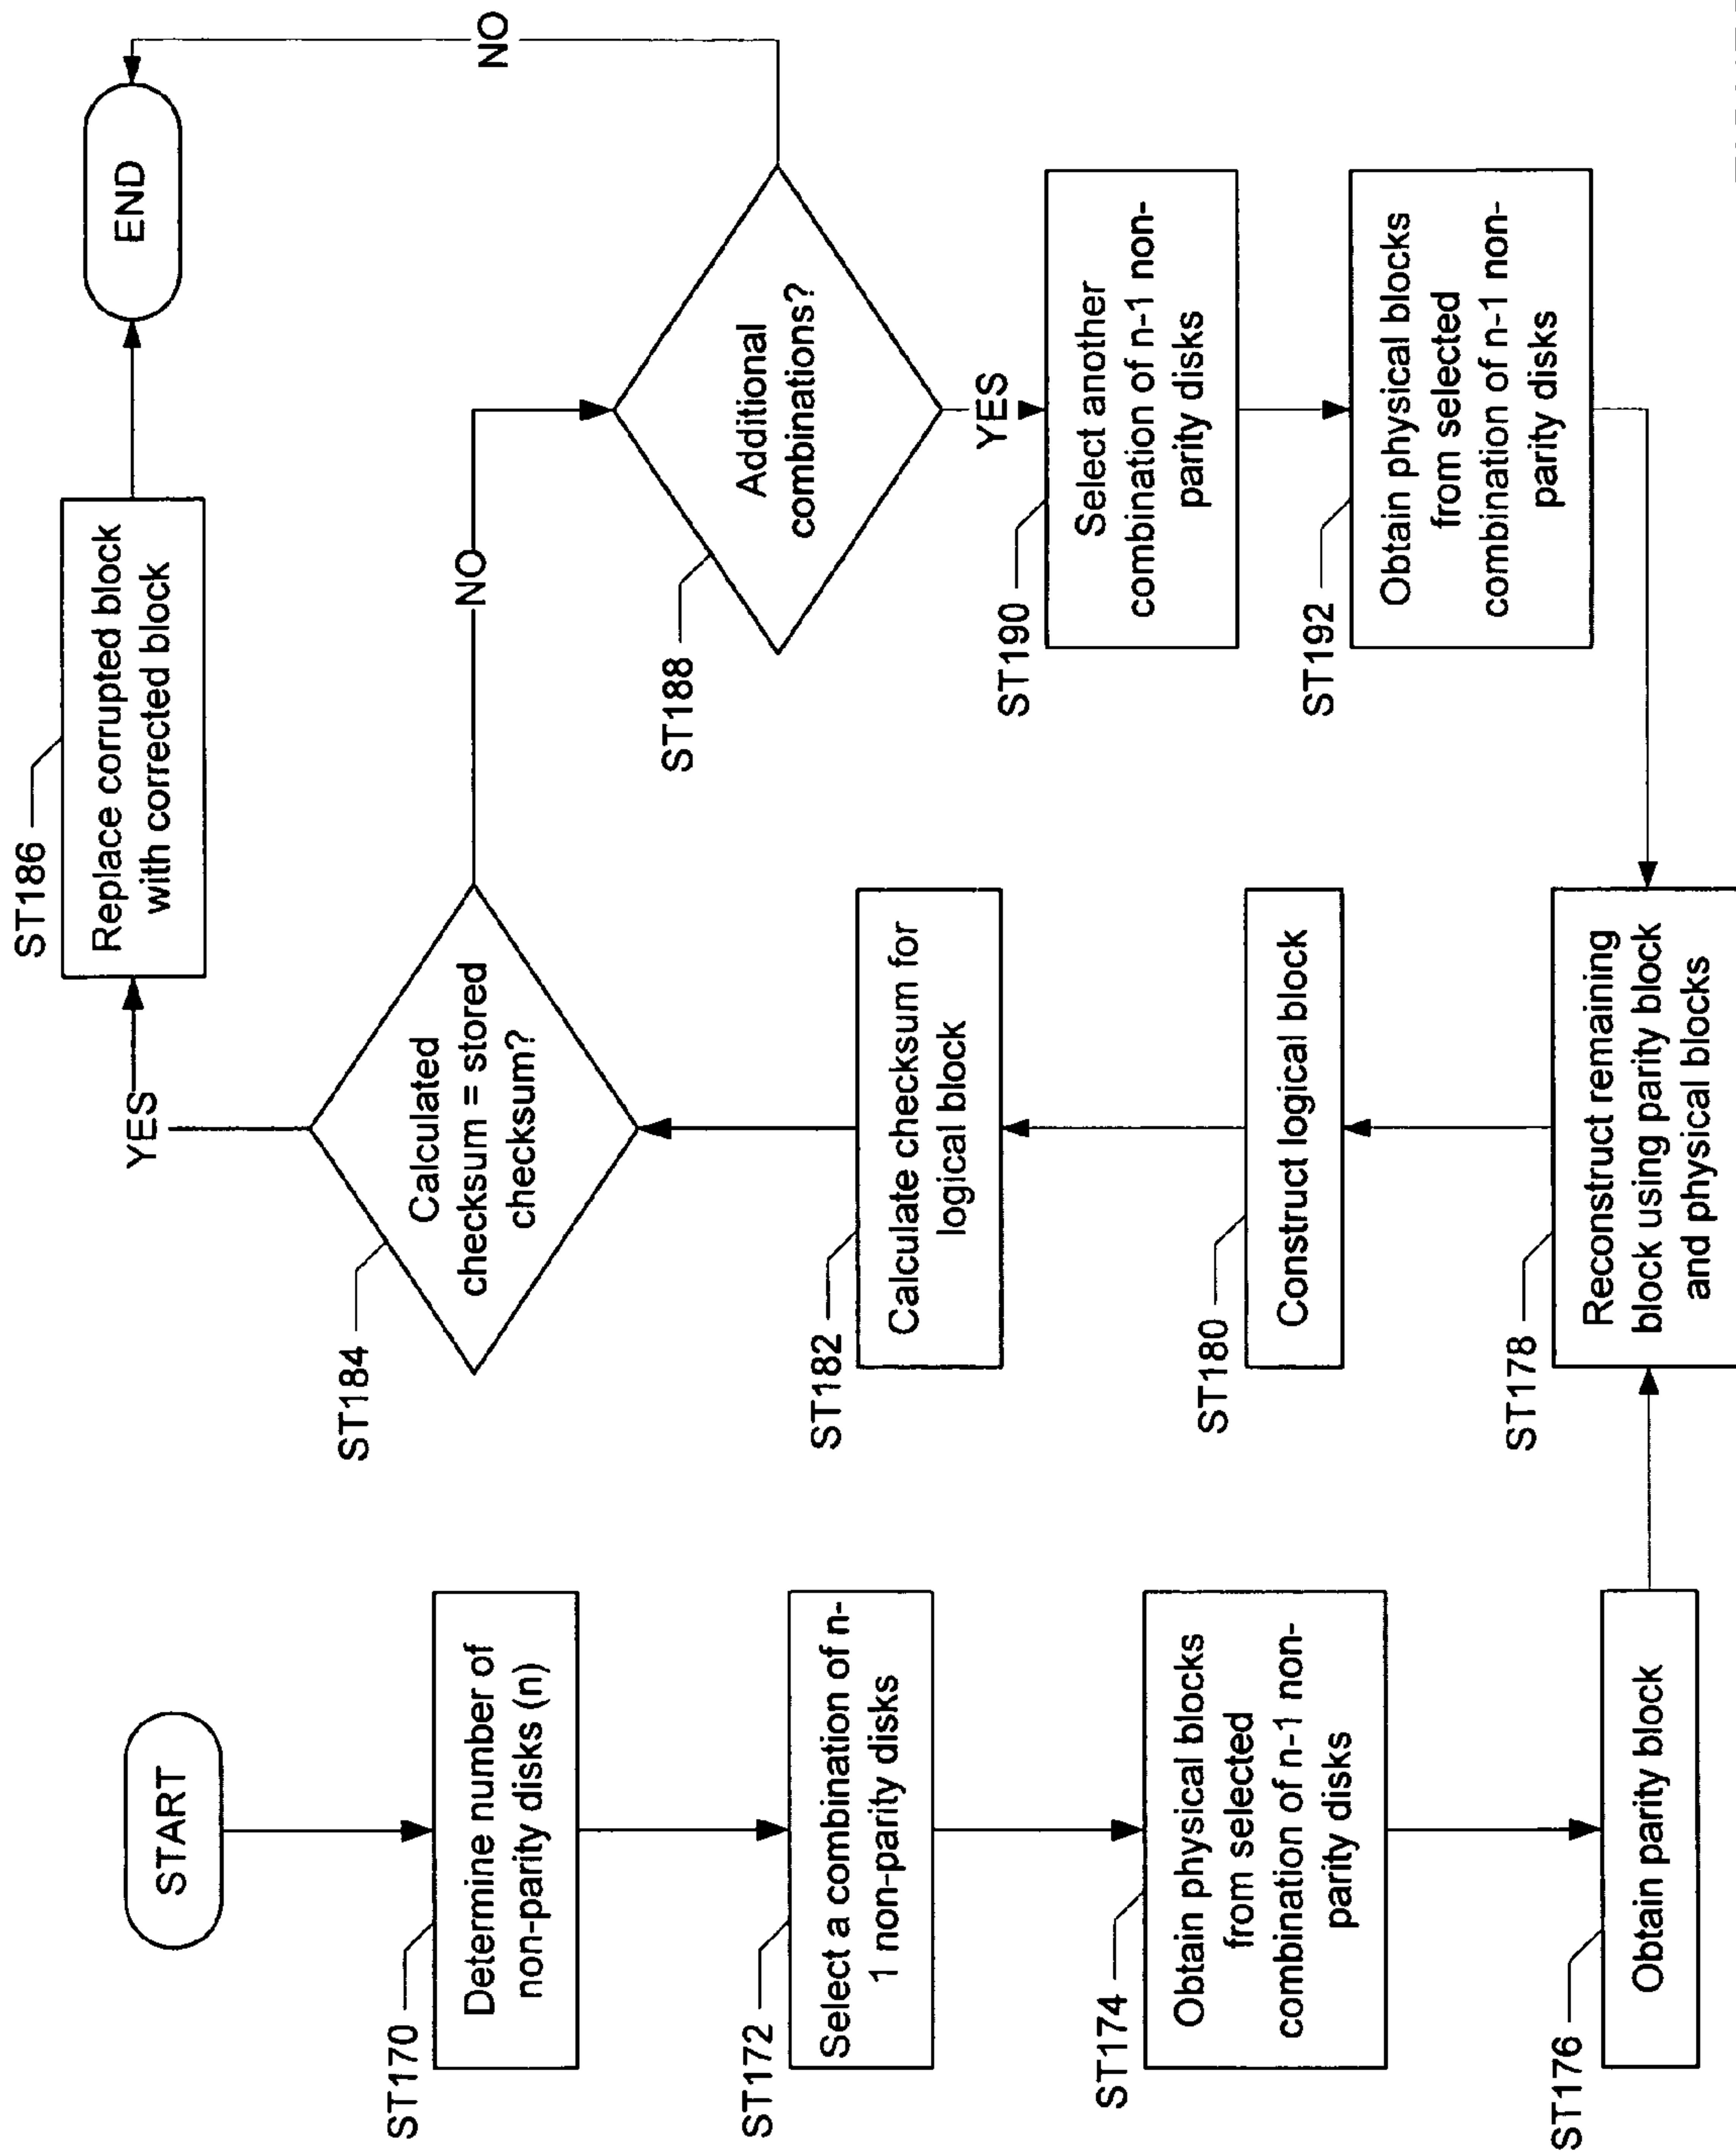 START
ST170
Determine number of
non-parity disks (n)
ST172
Select a combination of n-
1 non-parity disks
ST174
Obtain physical blocks
from selected
combination of n-1 non-
parity disks
ST176
Obtain parity block
ST178
Reconstruct remaining
block using parity block
and physical blocks
ST180
Construct logical block
ST182
Calculate checksum for
logical block
ST184
Calculated
checksum = stored
checksum?
YES
NO
ST186
Replace corrupted block
with corrected block
END
ST188
Additional
combinations?
NO
YES
ST190
Select another
combination of n-1 non-
parity disks
ST192
Obtain physical blocks
from selected
combination of n-1 non-
parity disks